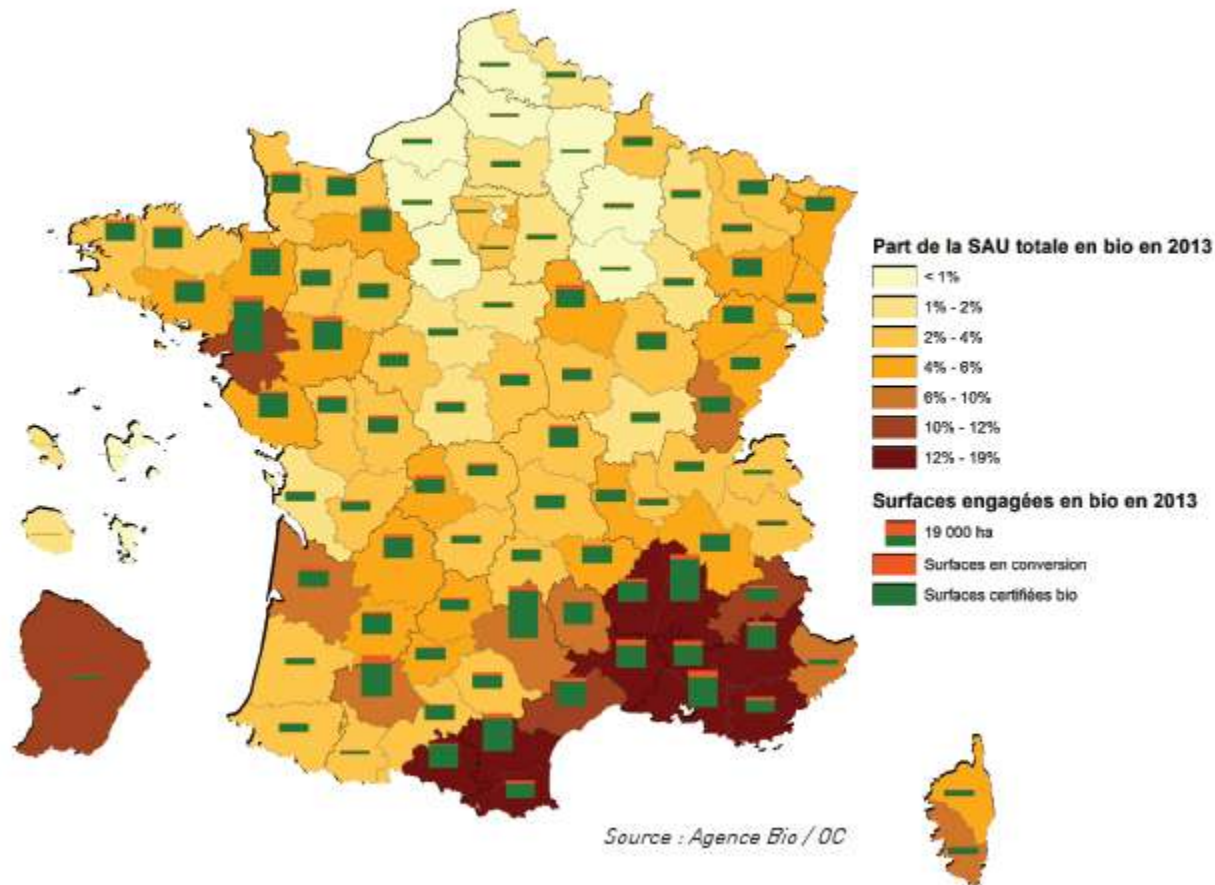 Part de la SAU totale en bio en 2013
< 1%
1% - 2%
2% - 4%
4% - 6%
6% - 10%
10% - 12%
12% - 19%
Surfaces engagées en bio en 2013
19 000 ha
Surfaces en conversion
Surfaces certifiées bio
Source : Agence Bio / OC